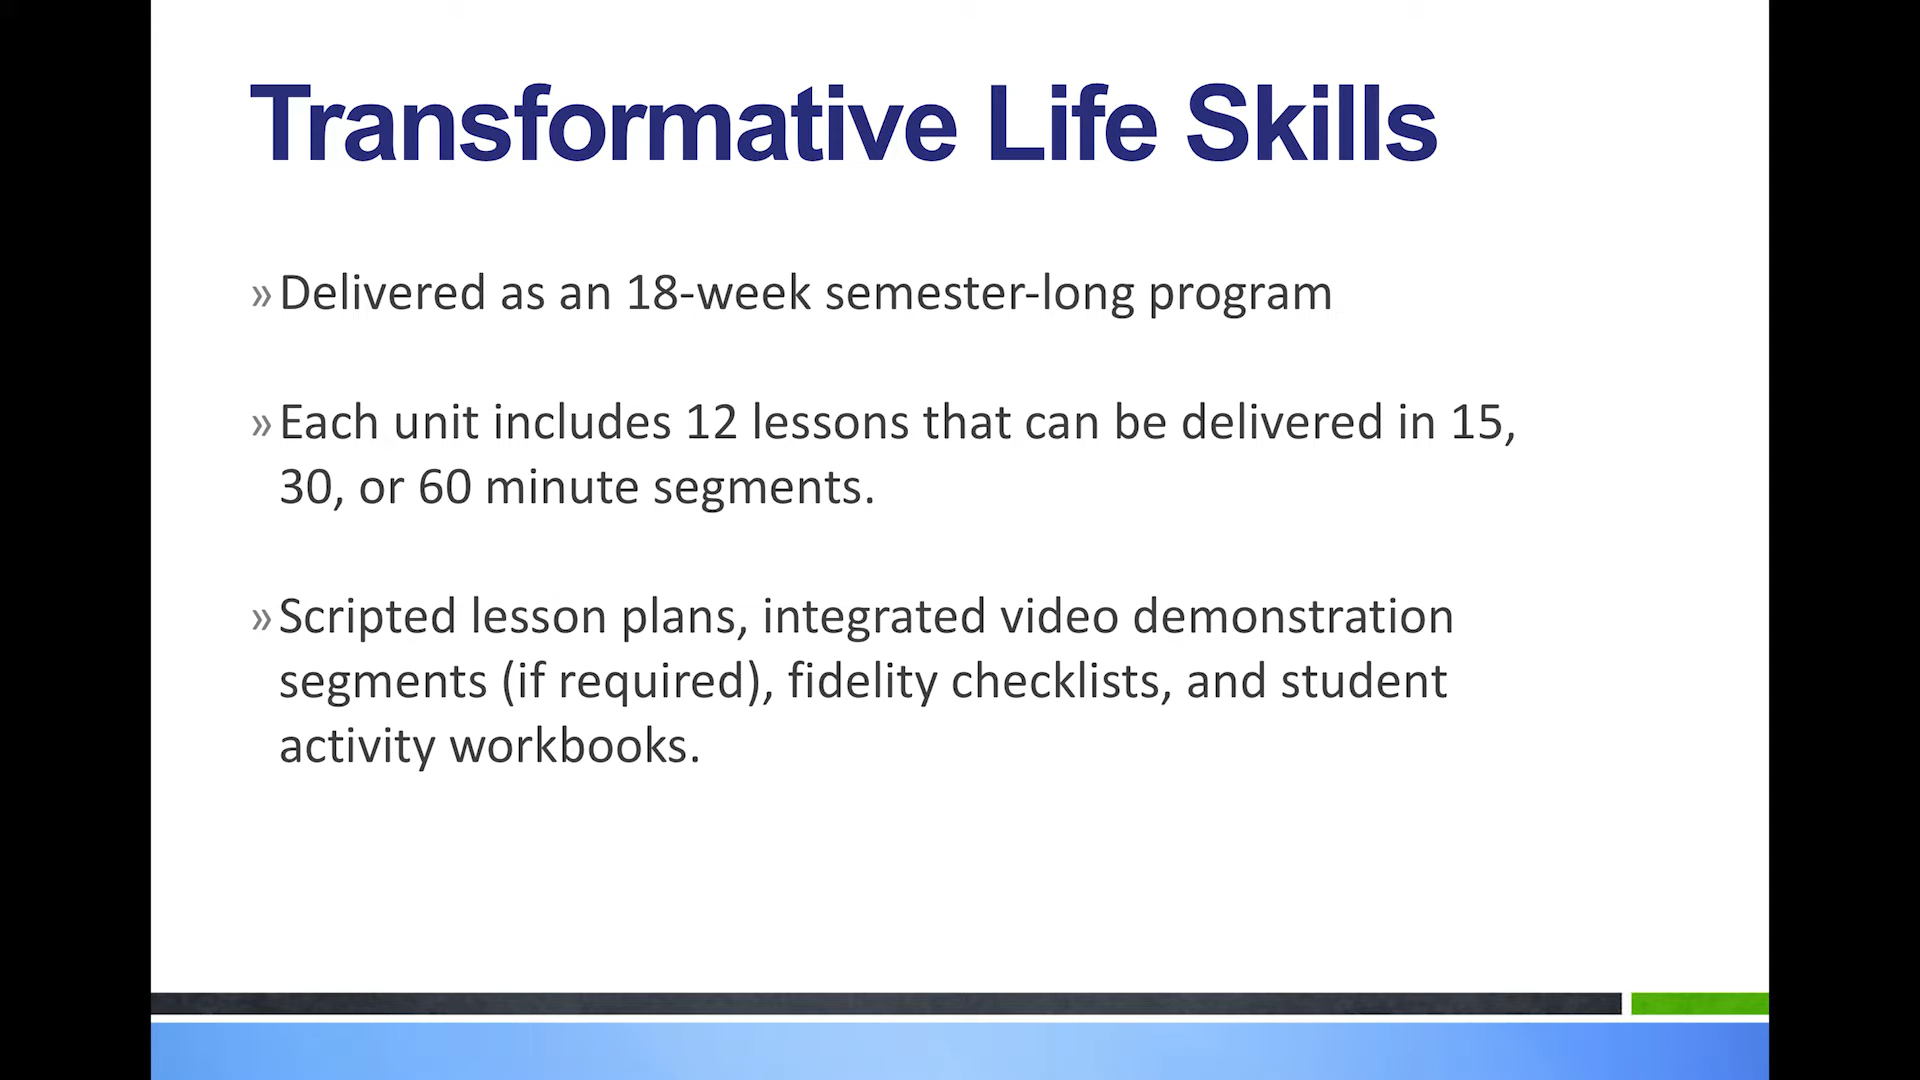 Transformative Life Skills
» Delivered as an 18-week semester-long program
» Each unit includes 12 lessons that can be delivered in 15,
30, or 60 minute segments.
» Scripted lesson plans, integrated video demonstration
segments (if required), fidelity checklists, and student
activity workbooks.